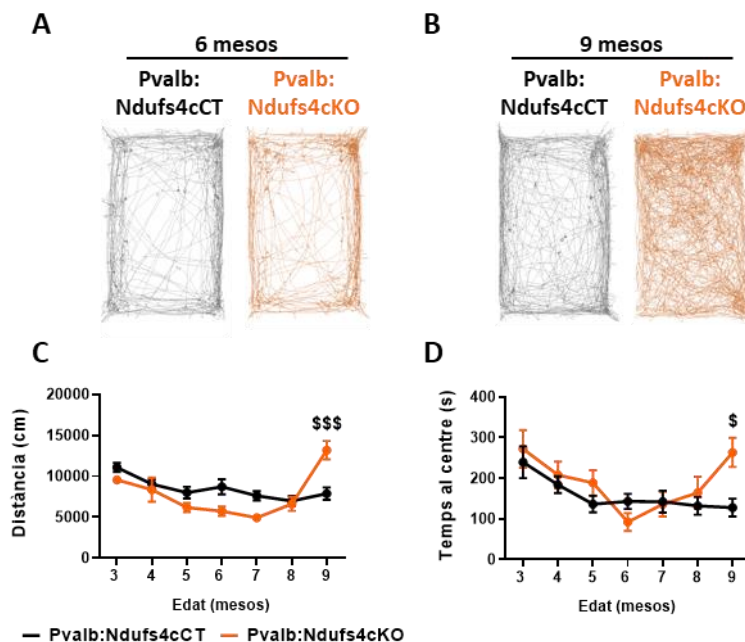 A
6 mesos
Pvalb:
Ndufs4cCT
Pvalb:
Ndufs4cKO
B
9 mesos
Pvalb:
Ndufs4cCT
Pvalb:
Ndufs4cKO
C
Distància (cm)
20000
15000
10000
5000
0
$$$
3 4 5 6 7 8 9
Edat (mesos)
D
Temps al centre (s)
400
300
200
100
0
$
3 4 5 6 7 8 9
Edat (mesos)
Pvalb:Ndufs4cCT Pvalb:Ndufs4cKO